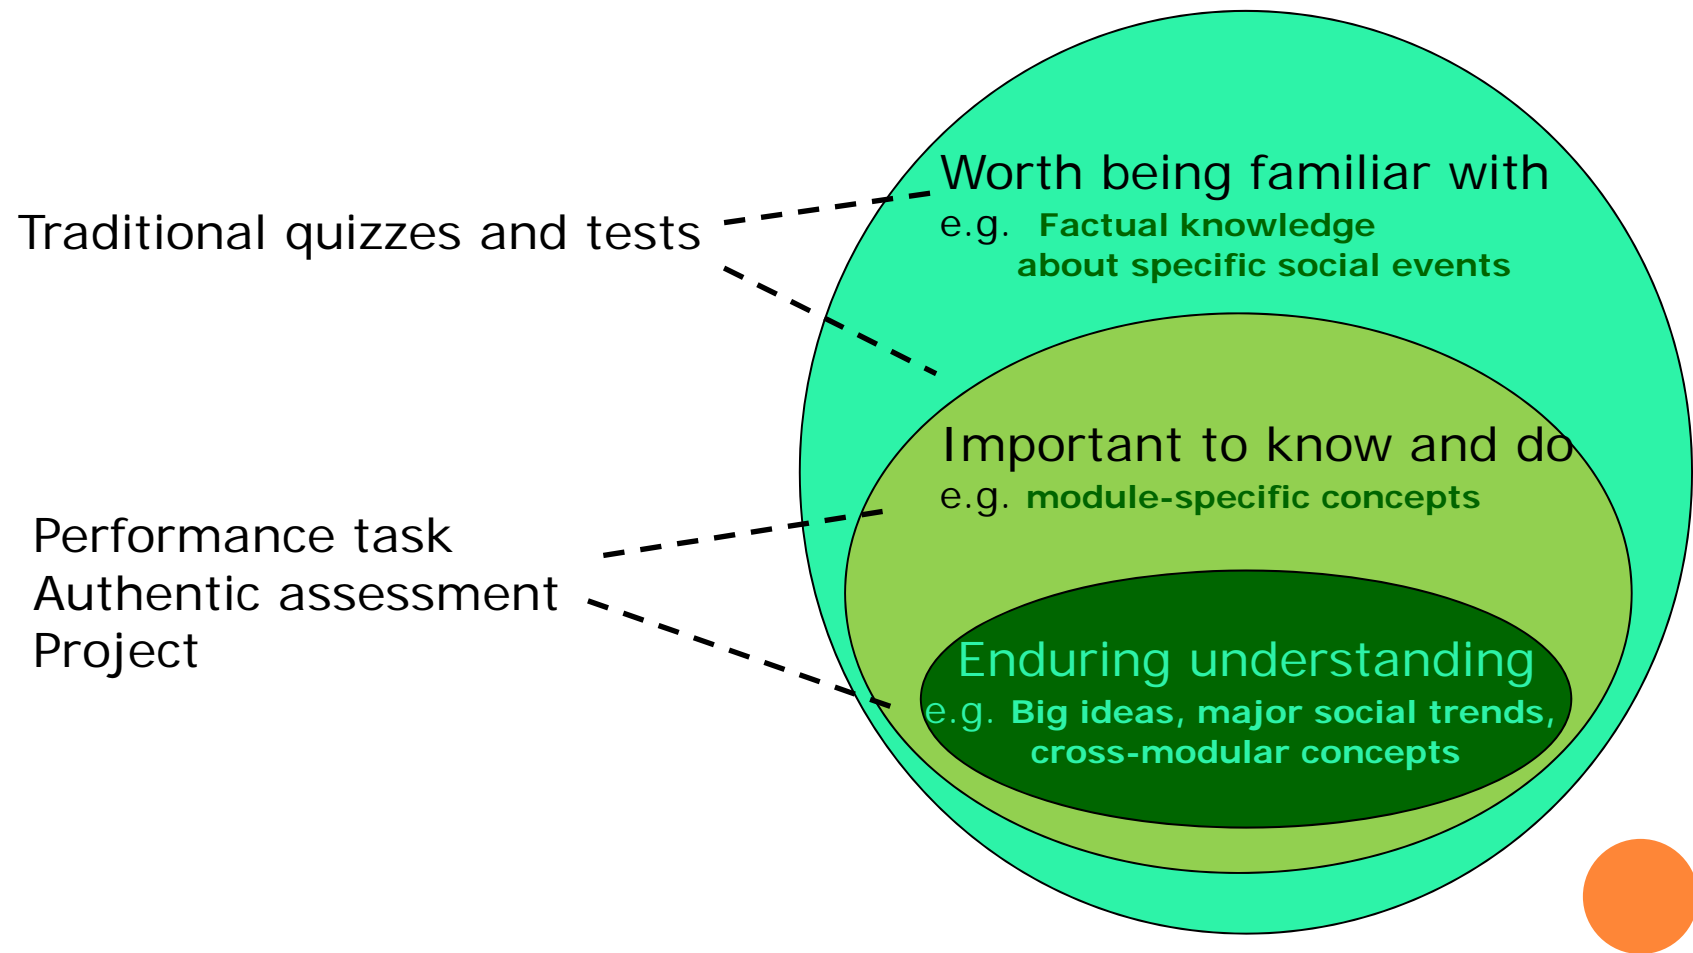 Traditional quizzes and tests
Worth being familiar with
e.g. Factual knowledge
about specific social events
Important to know and do
e.g. module-specific concepts
Performance task
Authentic assessment
Project
Enduring understanding
e.g. Big ideas, major social trends,
cross-modular concepts